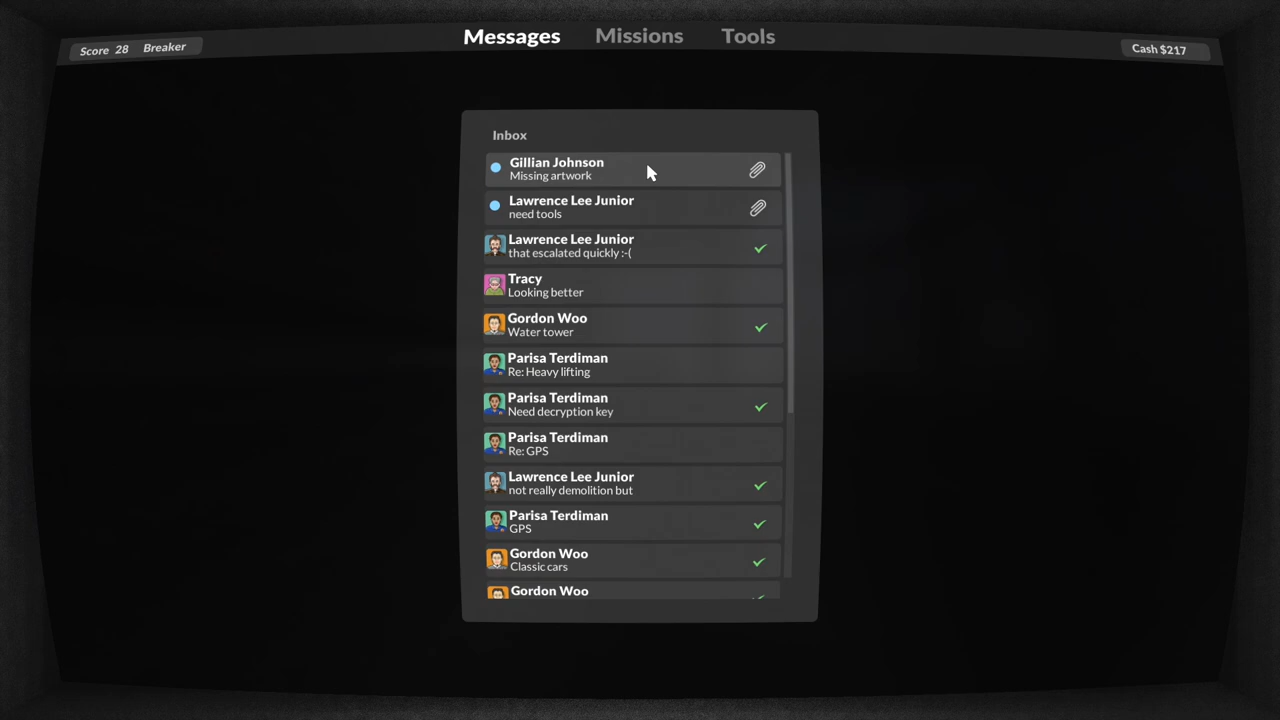 Score 28 Breaker
Messages Missions Tools
Cash $217
Inbox
Gillian Johnson
Missing artwork
Lawrence Lee Junior
need tools
Lawrence Lee Junior
that escalated quickly :-(
Tracy
Looking better
Gordon Woo
Water tower
Parisa Terdiman
Re: Heavy lifting
Parisa Terdiman
Need decryption key
Parisa Terdiman
Re: GPS
Lawrence Lee Junior
not really demolition but
Parisa Terdiman
GPS
Gordon Woo
Classic cars
Gordon Woo